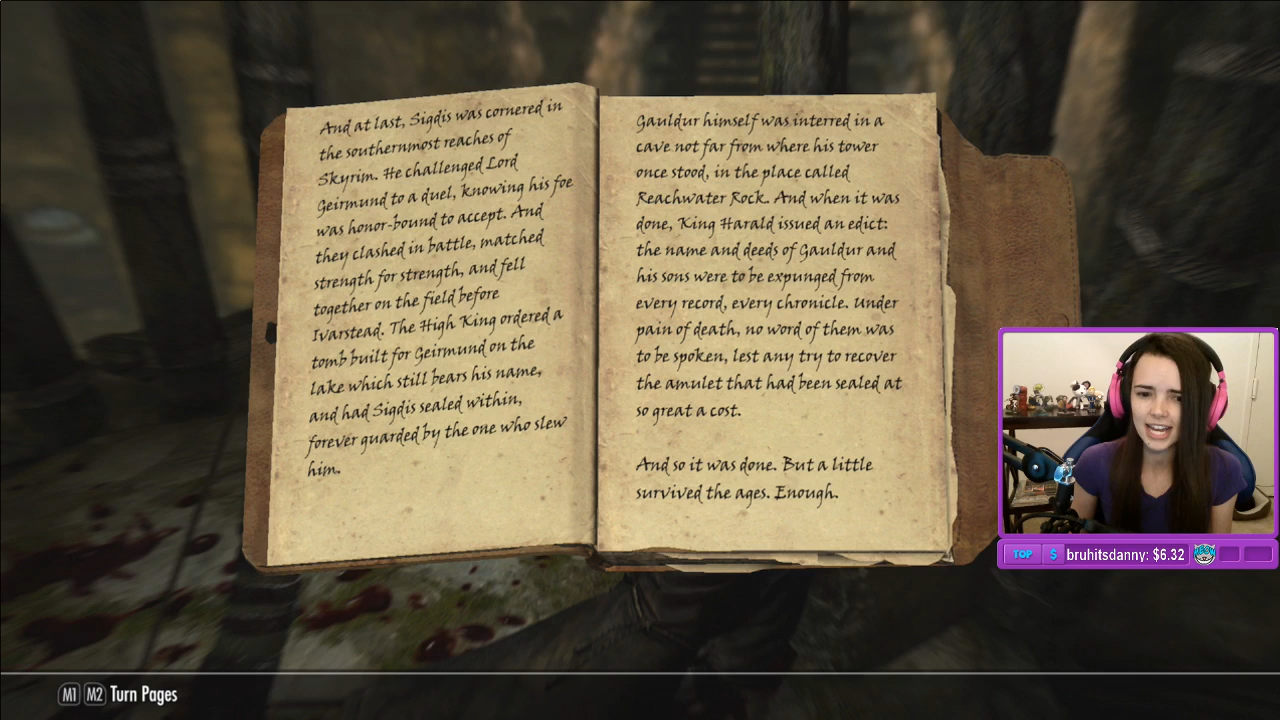 And at last, Sigdis was cornered in
the southernmost reaches of
Skyrim. He challenged Lord
Geirmund to a duel, knowing his foe
was honor-bound to accept. And
they clashed in battle, matched
strength for strength, and fell
together on the field before
Ivarstead. The High King ordered a
tomb built for Geirmund on the
lake which still bears his name,
and had Sigdis sealed within,
forever guarded by the one who slew
him.
Gauldur himself was interred in a
cave not far from where his tower
once stood, in the place called
Reachwater Rock. And when it was
done, King Harald issued an edict:
the name and deeds of Gauldur and
his sons were to be expunged from
every record, every chronicle. Under
pain of death, no word of them was
to be spoken, lest any try to recover
the amulet that had been sealed at
so great a cost.
And so it was done. But a little
survived the ages. Enough.
TOP $ bruhitsdanny: $6.32
M1 M2 Turn Pages